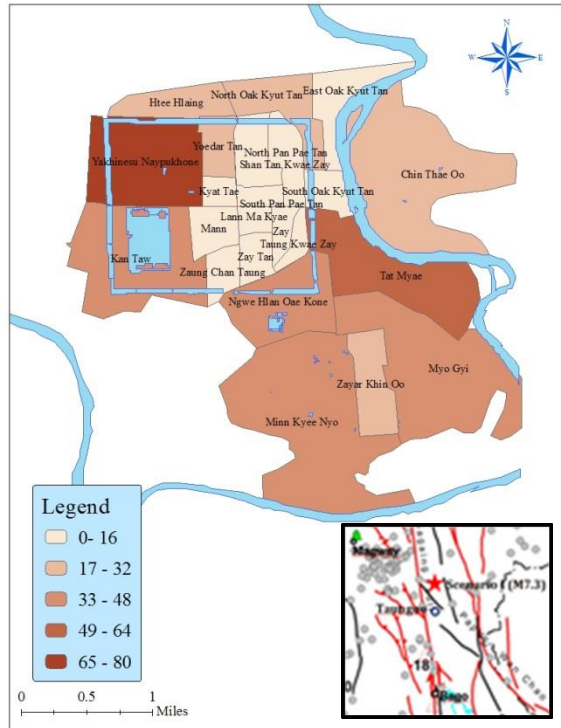 N
W
E
S
East Oak Kyut Tan
North Oak Kyut Tan
Htee Hlaing
Yoedar Tan
North Pan Pae Tan
Yakhinesu Naypukhone
Shan Tan Kwae Zay
Chin Thae Oo
Kyat Tae
South Oak Kyut Tan
South Pan Pae Tan
Lann Ma Kyae
Mann
Zay
Taung Kwae Zay
Kan Taw
Zay Tan
Zaung Chan Taung
Tat Myae
Ngwe Hlan Oae Kone
Myo Gyi
Zayar Khin Oo
Minn Kyee Nyo
Legend
0- 16
17 - 32
33 - 48
49 - 64
65 - 80
0
0.5
1
Miles
Magway
Scenario I (M7.3)
Taungoo
18
Bago